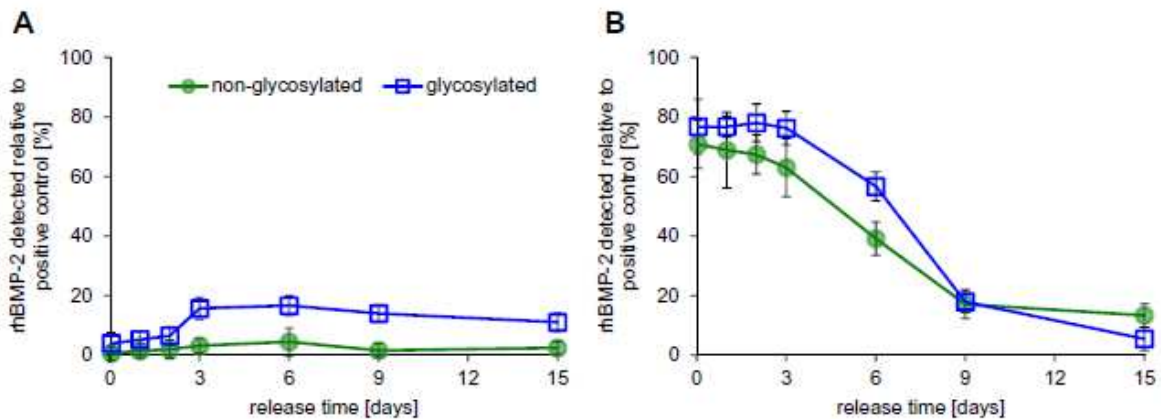 A
rhBMP-2 detected relative to
positive control [%]
100
80
60
40
20
0
non-glycosylated
glycosylated
0 3 6 9 12 15
release time [days]
B
rhBMP-2 detected relative to
positive control [%]
100
80
60
40
20
0
0 3 6 9 12 15
release time [days]